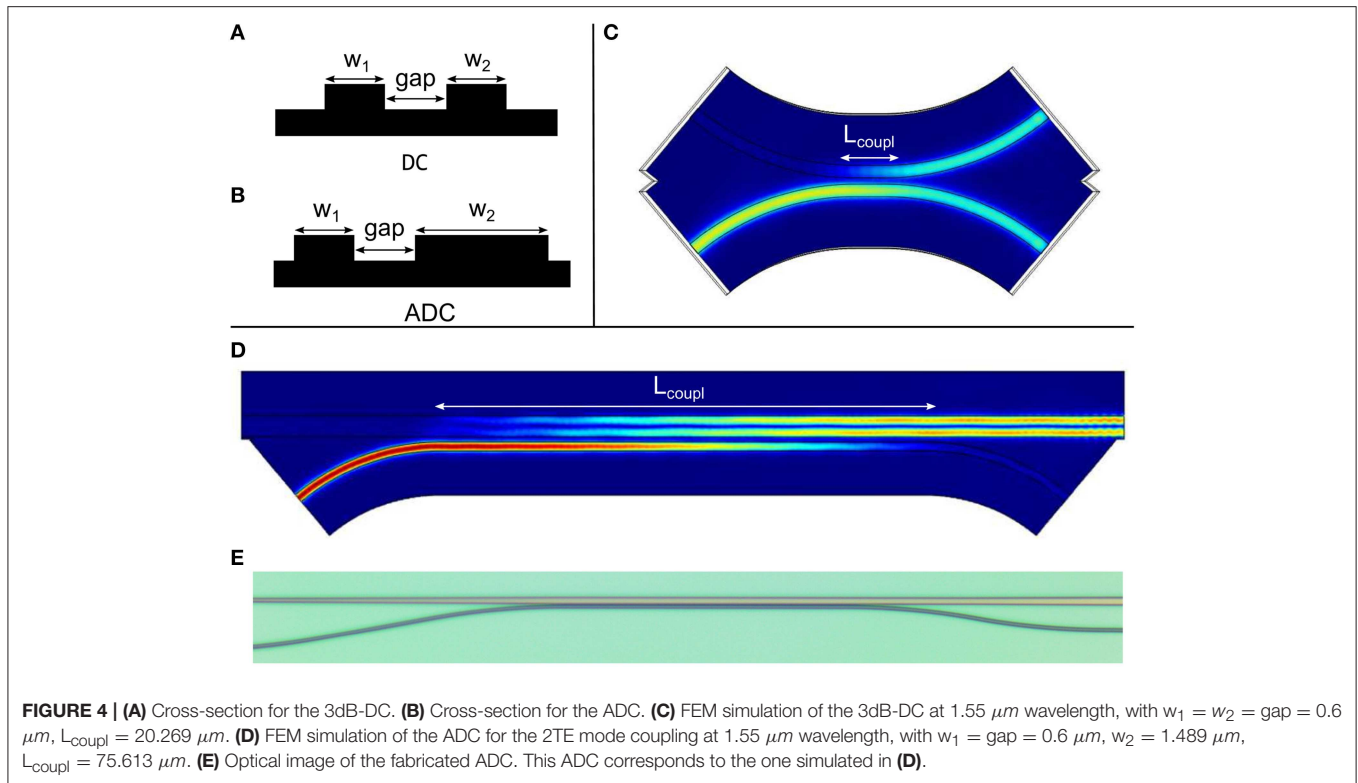 A
w₁
gap
w₂
DC
B
w₁
gap
w₂
ADC
C
L_coupl
D
L_coupl
E
FIGURE 4 | (A) Cross-section for the 3dB-DC. (B) Cross-section for the ADC. (C) FEM simulation of the 3dB-DC at 1.55 μm wavelength, with w₁ = w₂ = gap = 0.6
μm, L_coupl = 20.269 μm. (D) FEM simulation of the ADC for the 2TE mode coupling at 1.55 μm wavelength, with w₁ = gap = 0.6 μm, w₂ = 1.489 μm,
L_coupl = 75.613 μm. (E) Optical image of the fabricated ADC. This ADC corresponds to the one simulated in (D).